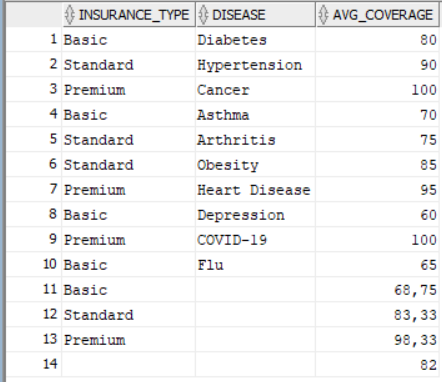 INSURANCE_TYPE DISEASE AVG_COVERAGE
1 Basic Diabetes 80
2 Standard Hypertension 90
3 Premium Cancer 100
4 Basic Asthma 70
5 Standard Arthritis 75
6 Standard Obesity 85
7 Premium Heart Disease 95
8 Basic Depression 60
9 Premium COVID-19 100
10 Basic Flu 65
11 Basic 68,75
12 Standard 83,33
13 Premium 98,33
14 82